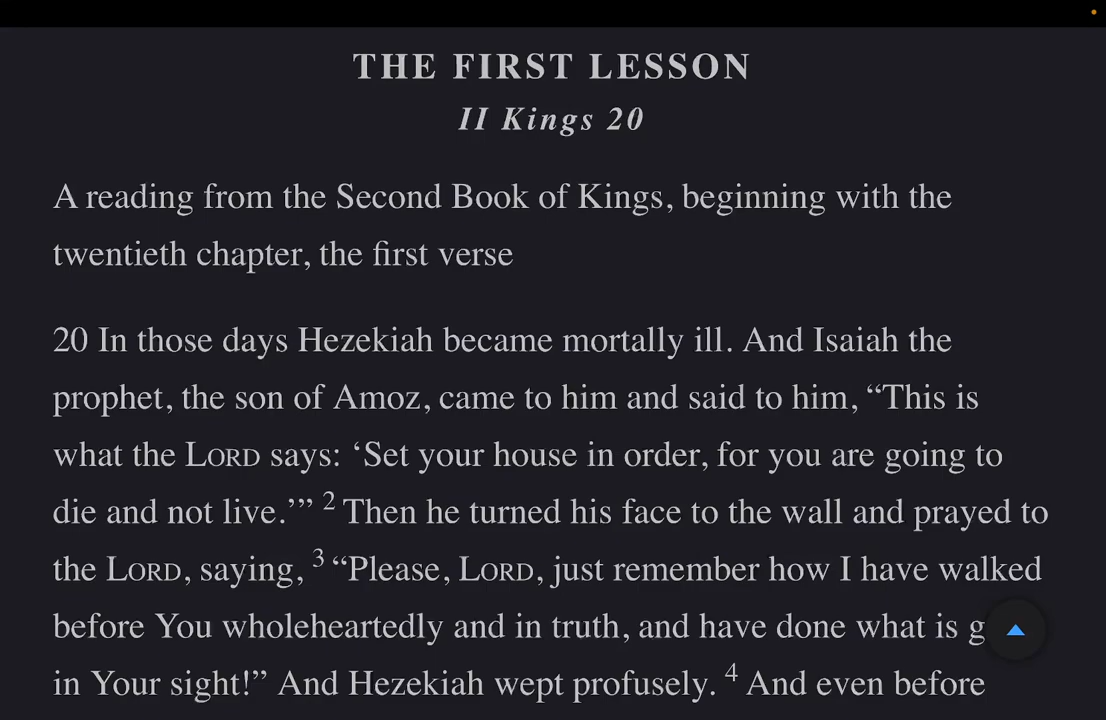 THE FIRST LESSON
II Kings 20
A reading from the Second Book of Kings, beginning with the
twentieth chapter, the first verse
20 In those days Hezekiah became mortally ill. And Isaiah the
prophet, the son of Amoz, came to him and said to him, “This is
what the LORD says: ‘Set your house in order, for you are going to
die and not live.’” 2 Then he turned his face to the wall and prayed to
the LORD, saying, 3 “Please, LORD, just remember how I have walked
before You wholeheartedly and in truth, and have done what is
in Your sight!” And Hezekiah wept profusely. 4 And even before